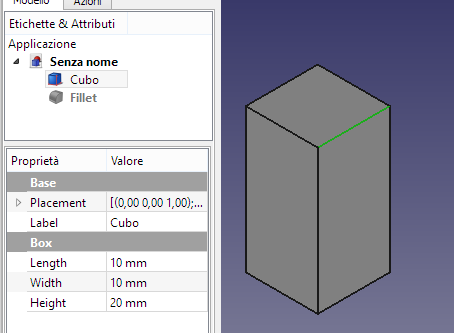 Modello Azioni
Etichette & Attributi
Applicazione
Senza nome
Cubo
Fillet
Proprietà Valore
Base
Placement [(0,00 0,00 1,00);...
Label Cubo
Box
Length 10 mm
Width 10 mm
Height 20 mm